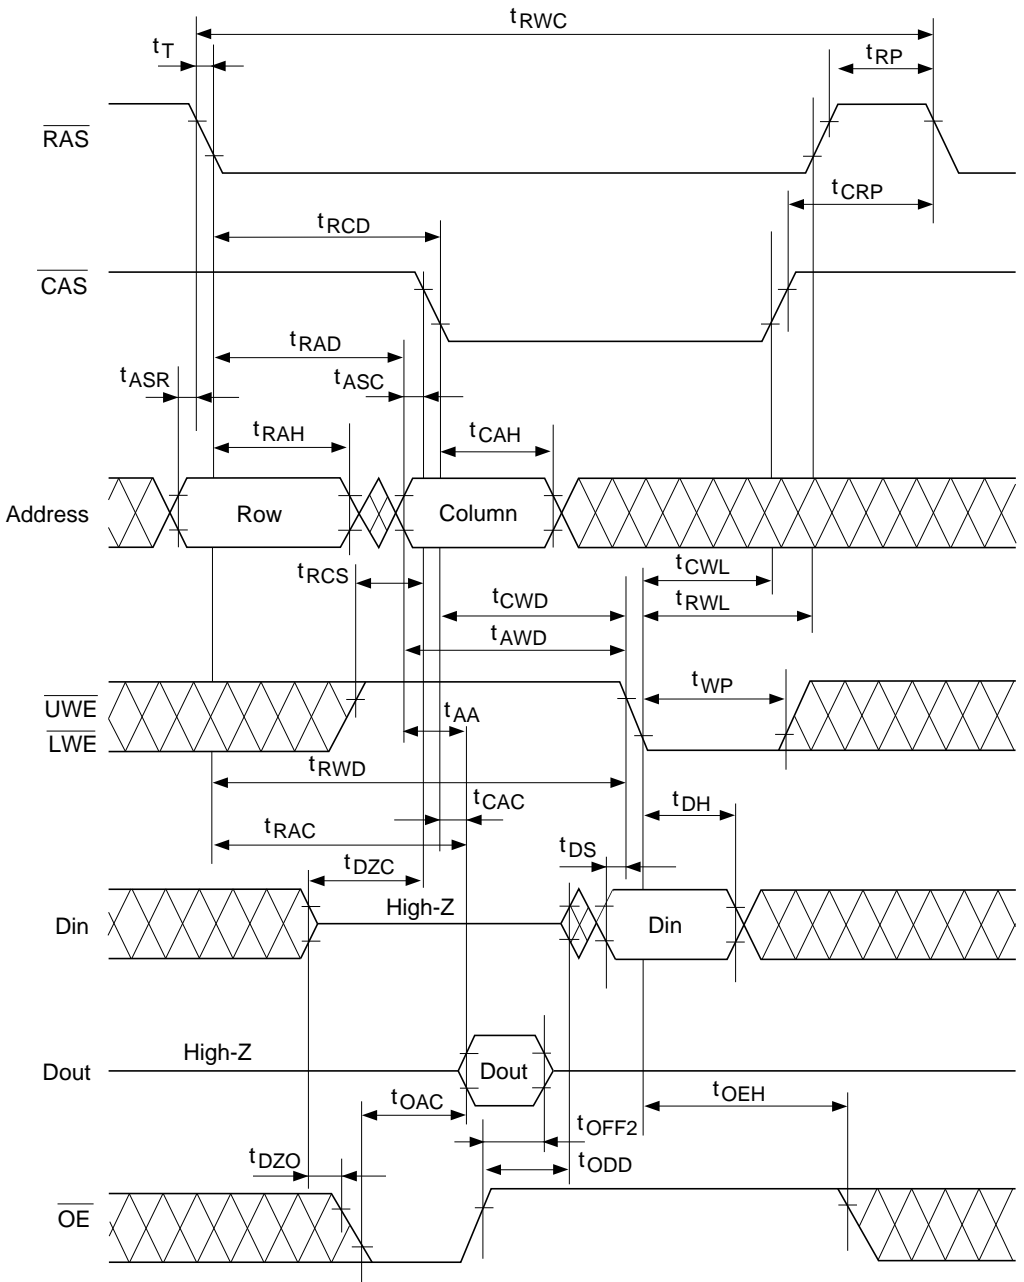 tRWC
tT
tRP
RAS
tCRP
tRCD
CAS
tRAD
tASR
tASC
tRAH
tCAH
Address
Row
Column
tRCS
tCWL
tCWD
tRWL
tAWD
tWP
UWE
tAA
LWE
tRWD
tCAC
tDH
tRAC
tDS
tDZC
High-Z
Din
Din
High-Z
Dout
Dout
tOAC
tOEH
tOFF2
tDZO
tODD
OE